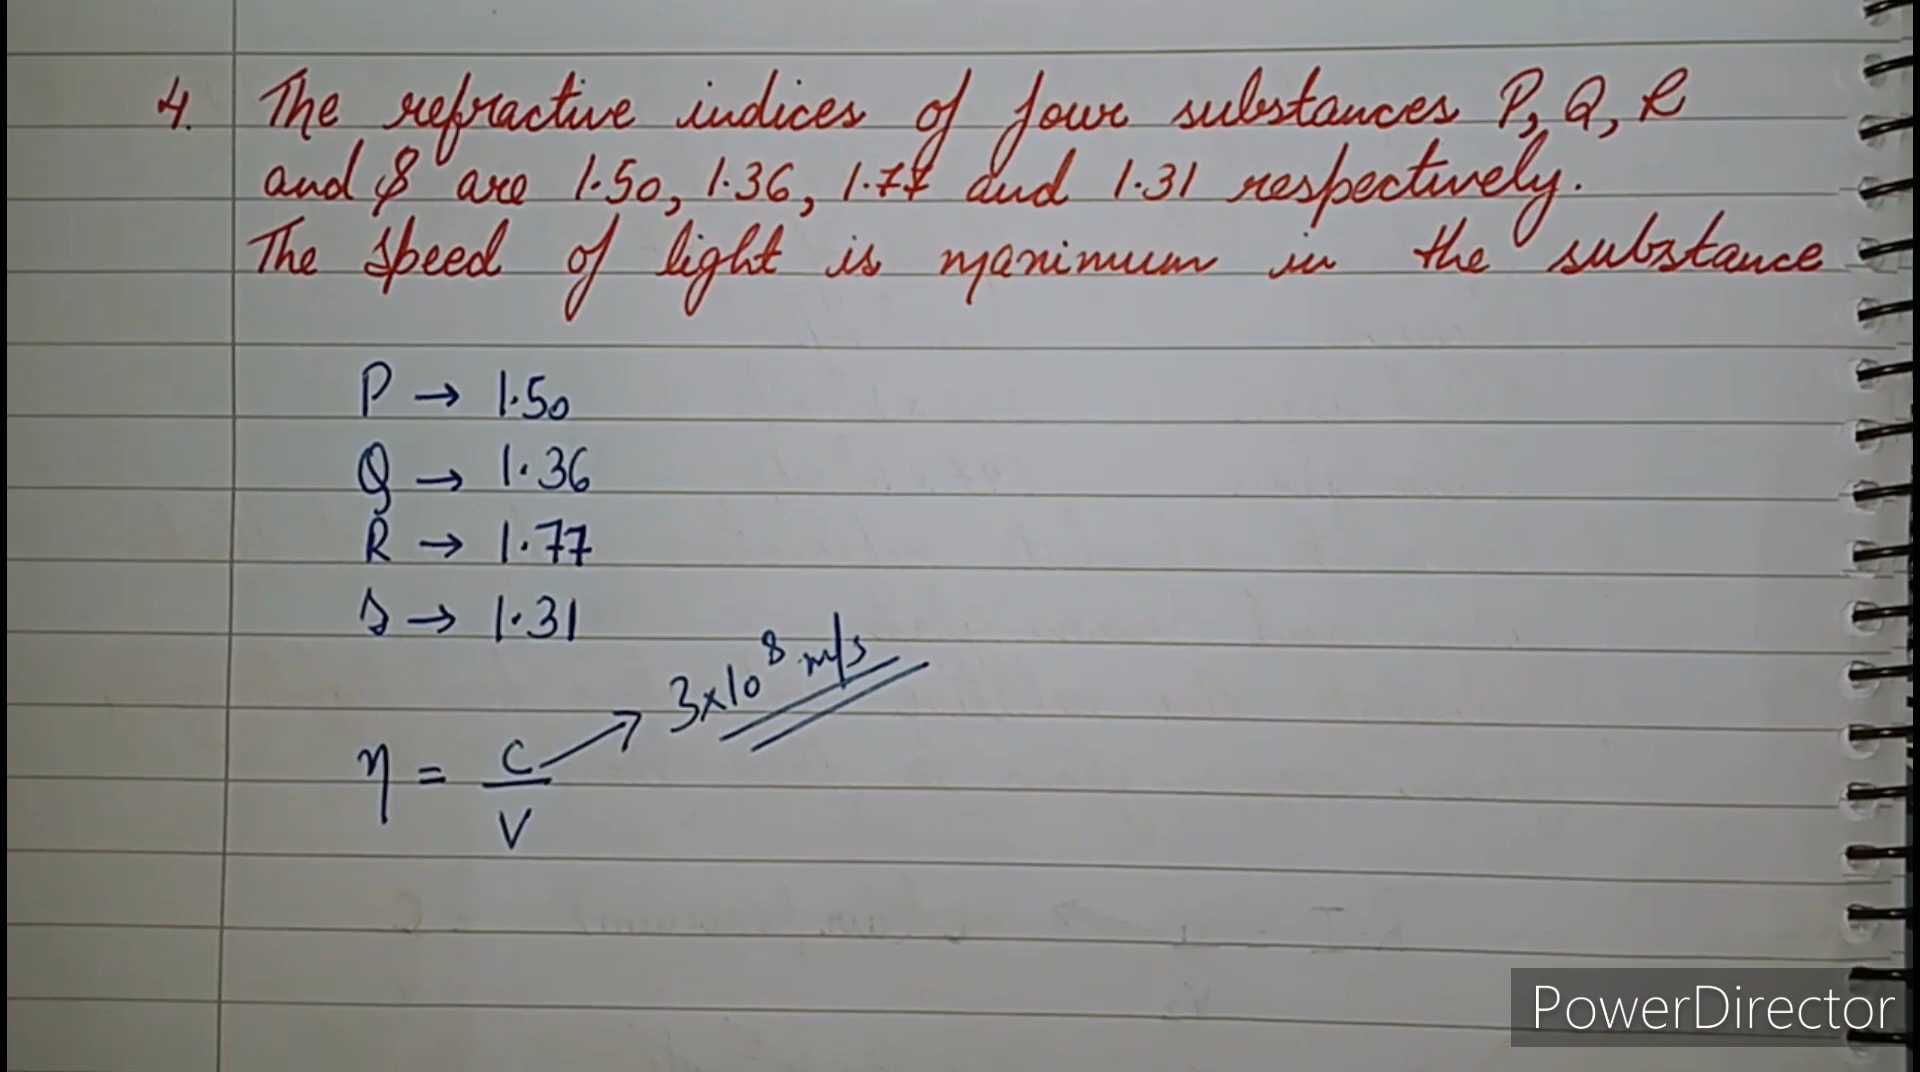 4. The refractive indices of four substances P, Q, R
and S are 1.50, 1.36, 1.77 and 1.31 respectively.
The speed of light is maximum in the substance
P → 1.50
Q → 1.36
R → 1.77
S → 1.31
3×10⁸ m/s
η = C/V
PowerDirector